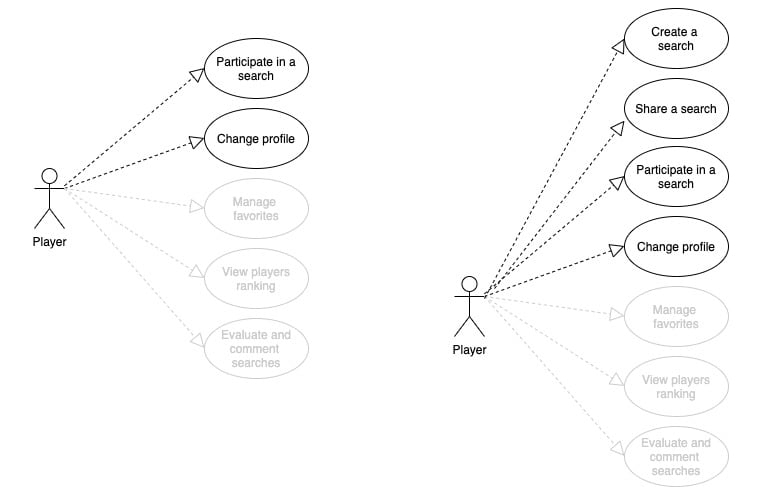 Participate in a
search
Change profile
Manage
favorites
View players
ranking
Evaluate and
comment
searches
Player
Create a
search
Share a search
Participate in a
search
Change profile
Manage
favorites
View players
ranking
Evaluate and
comment
searches
Player